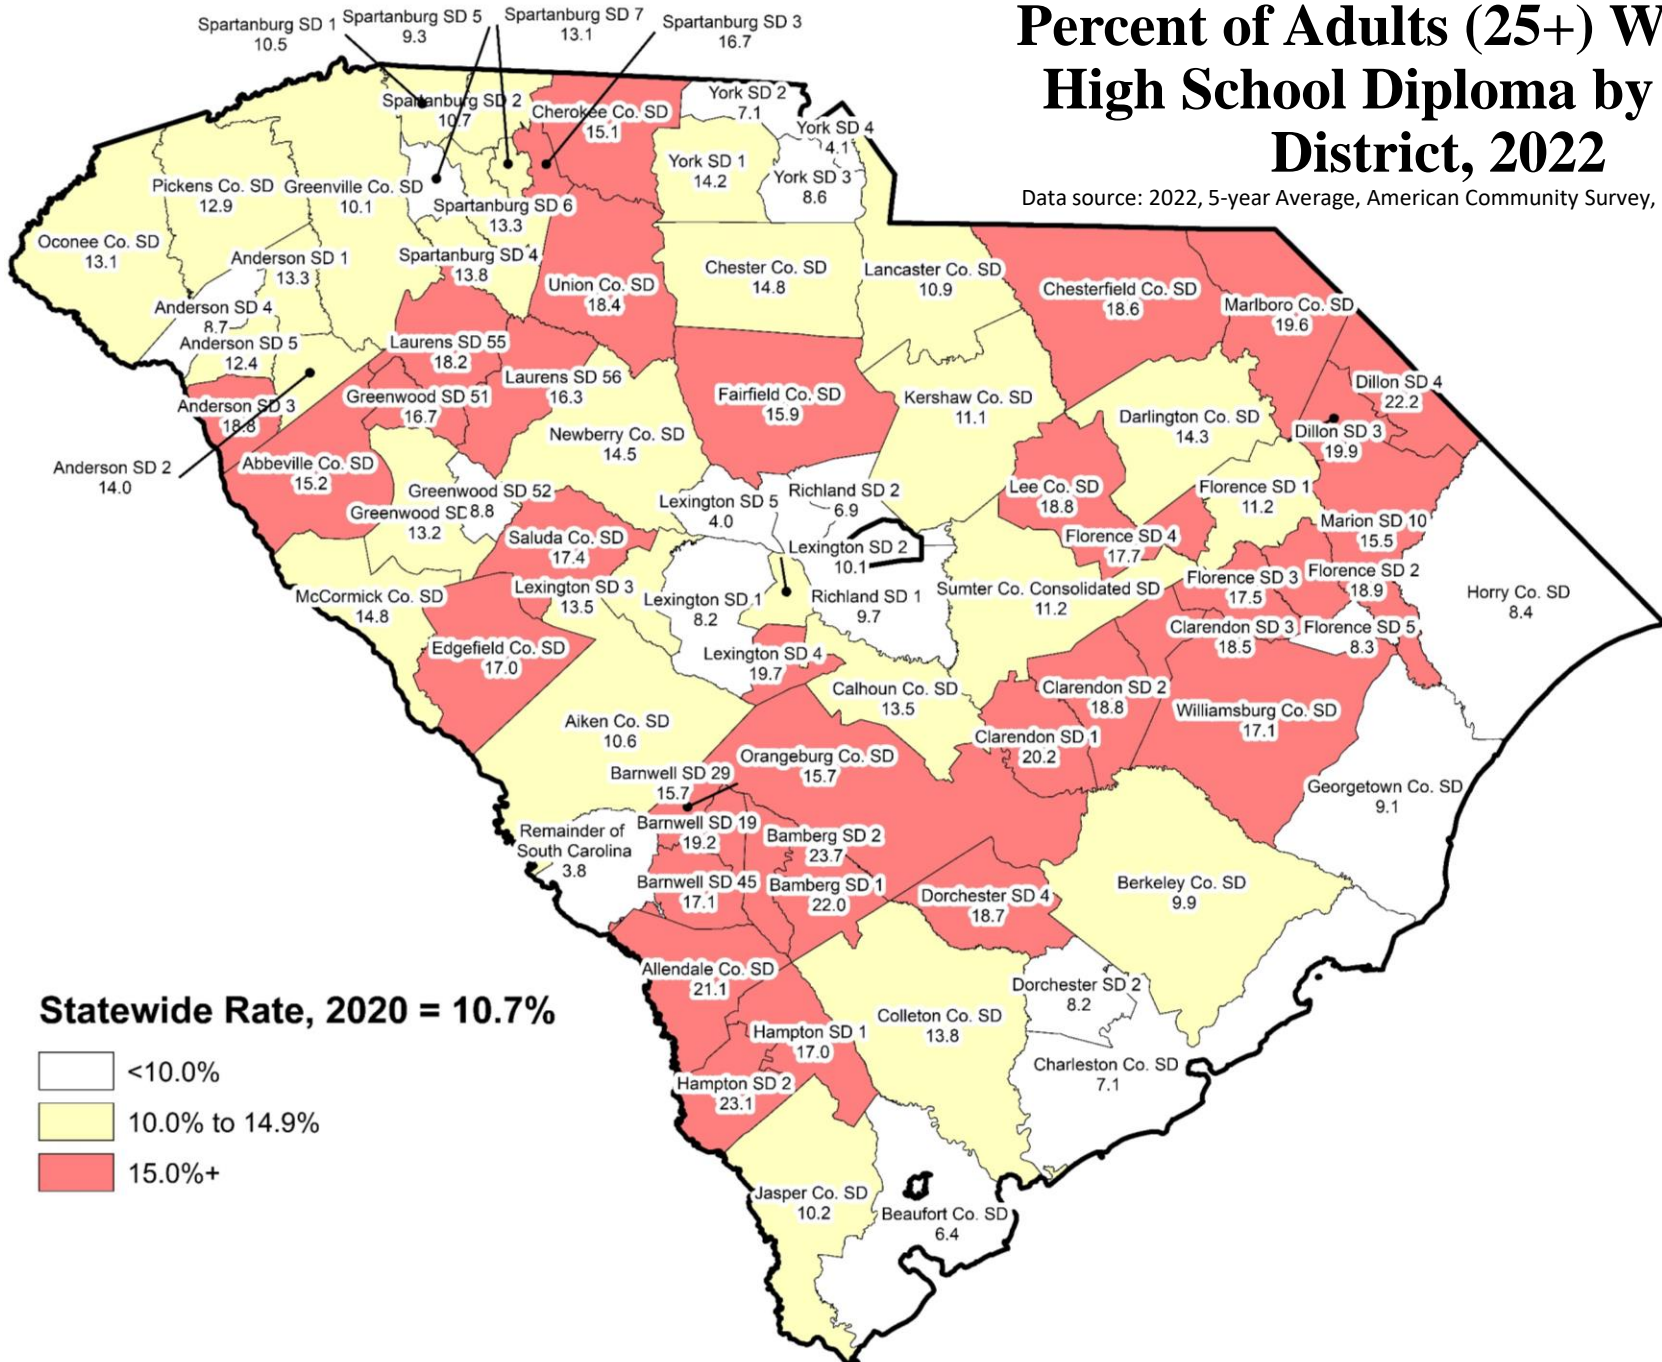 Percent of Adults (25+) W
High School Diploma by
District, 2022
Data source: 2022, 5-year Average, American Community Survey,
Spartanburg SD 1
10.5
Spartanburg SD 5
9.3
Spartanburg SD 7
13.1
Spartanburg SD 3
16.7
Spartanburg SD 2
10.7
Cherokee Co. SD
15.1
York SD 2
7.1
York SD 4
4.1
York SD 1
14.2
York SD 3
8.6
Pickens Co. SD
12.9
Greenville Co. SD
10.1
Spartanburg SD 6
13.3
Oconee Co. SD
13.1
Anderson SD 1
13.3
Spartanburg SD 4
13.8
Union Co. SD
18.4
Chester Co. SD
14.8
Lancaster Co. SD
10.9
Chesterfield Co. SD
18.6
Marlboro Co. SD
19.6
Anderson SD 4
8.7
Anderson SD 5
12.4
Laurens SD 55
18.2
Laurens SD 56
16.3
Anderson SD 3
18.8
Greenwood SD 51
16.7
Fairfield Co. SD
15.9
Kershaw Co. SD
11.1
Darlington Co. SD
14.3
Dillon SD 4
22.2
Dillon SD 3
19.9
Anderson SD 2
14.0
Abbeville Co. SD
15.2
Newberry Co. SD
14.5
Greenwood SD 52
8.8
Greenwood SD
13.2
Lexington SD 5
4.0
Richland SD 2
6.9
Lee Co. SD
18.8
Florence SD 1
11.2
Marion SD 10
15.5
Saluda Co. SD
17.4
Lexington SD 2
10.1
Florence SD 4
17.7
McCormick Co. SD
14.8
Lexington SD 3
13.5
Lexington SD 1
8.2
Richland SD 1
9.7
Sumter Co. Consolidated SD
11.2
Florence SD 3
17.5
Florence SD 2
18.9
Horry Co. SD
8.4
Edgefield Co. SD
17.0
Lexington SD 4
19.7
Clarendon SD 3
18.5
Florence SD 5
8.3
Calhoun Co. SD
13.5
Clarendon SD 2
18.8
Williamsburg Co. SD
17.1
Aiken Co. SD
10.6
Clarendon SD 1
20.2
Orangeburg Co. SD
15.7
Barnwell SD 29
15.7
Georgetown Co. SD
9.1
Remainder of
South Carolina
3.8
Barnwell SD 19
19.2
Bamberg SD 2
23.7
Barnwell SD 45
17.1
Bamberg SD 1
22.0
Dorchester SD 4
18.7
Berkeley Co. SD
9.9
Allendale Co. SD
21.1
Dorchester SD 2
8.2
Colleton Co. SD
13.8
Hampton SD 1
17.0
Charleston Co. SD
7.1
Hampton SD 2
23.1
Jasper Co. SD
10.2
Beaufort Co. SD
6.4
Statewide Rate, 2020 = 10.7%
<10.0%
10.0% to 14.9%
15.0%+